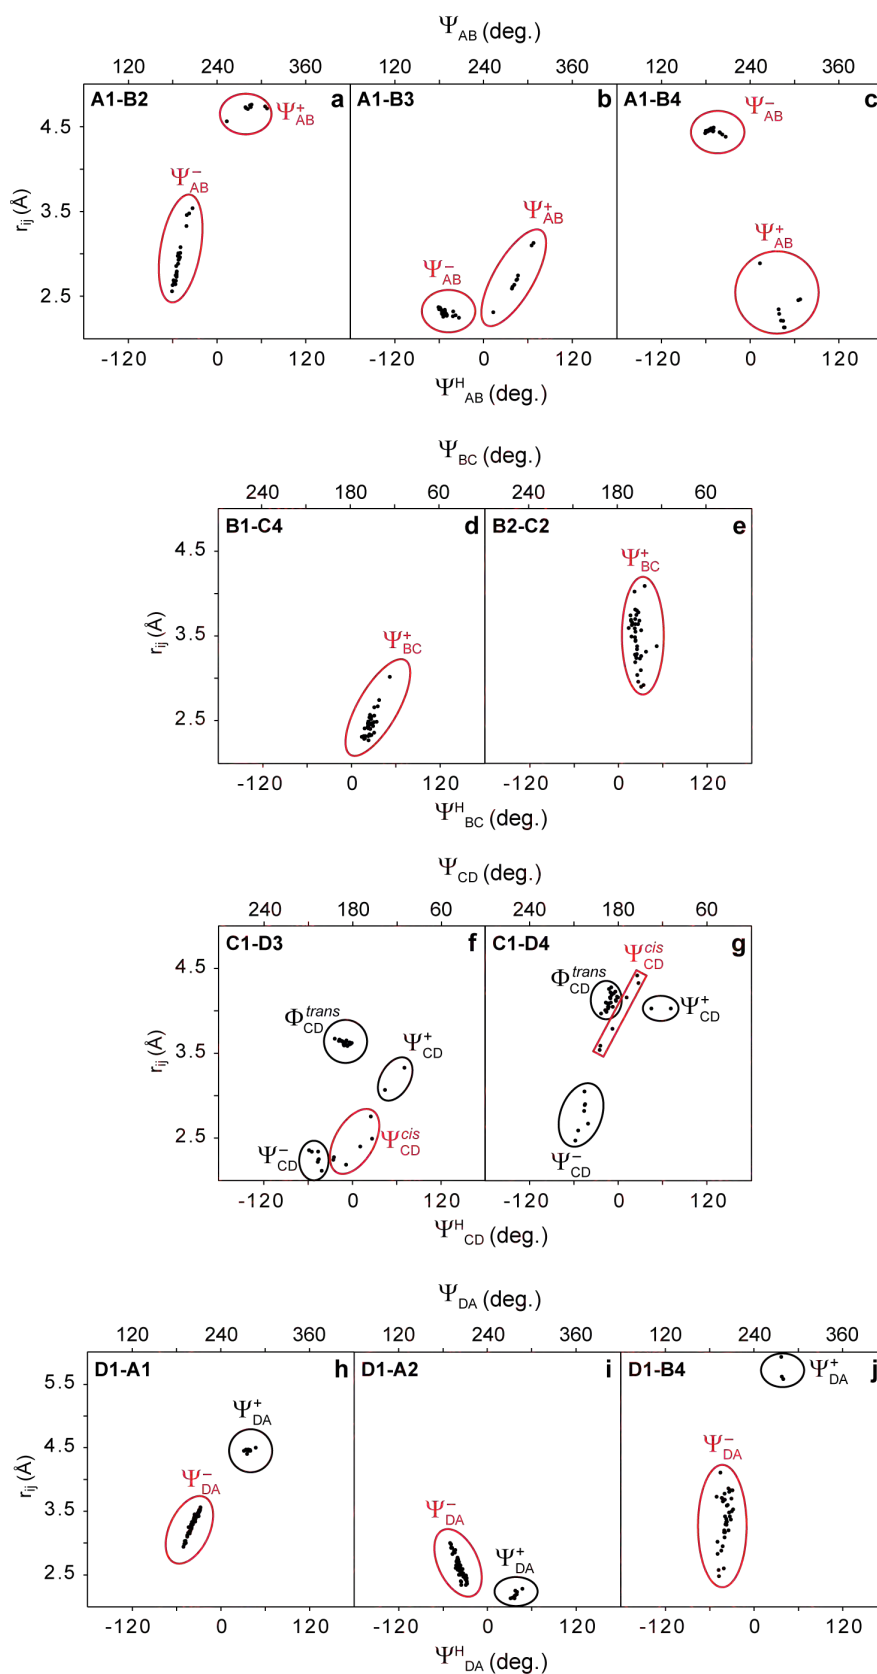 Ψ_AB (deg.)
120 240 360 120 240 360 120 240 360
A1-B2 a A1-B3 b A1-B4 c
Ψ⁺_AB Ψ⁻_AB
4.5
Ψ⁻_AB Ψ⁺_AB
3.5
Ψ⁻_AB Ψ⁺_AB
2.5
r_ij (Å)
-120 0 120 -120 0 120 -120 0 120
Ψ^H_AB (deg.)
Ψ_BC (deg.)
240 180 60 240 180 60
B1-C4 d B2-C2 e
4.5
Ψ⁺_BC
3.5
Ψ⁺_BC
2.5
r_ij (Å)
-120 0 120 0 120
Ψ^H_BC (deg.)
Ψ_CD (deg.)
240 180 60 240 180 60
C1-D3 f C1-D4 g
4.5
Ψ^cis_CD
Φ^trans_CD Φ^trans_CD Ψ⁺_CD
3.5
Ψ⁺_CD
2.5
Ψ⁻_CD Ψ^cis_CD Ψ⁻_CD
r_ij (Å)
-120 0 120 -120 0 120
Ψ^H_CD (deg.)
Ψ_DA (deg.)
120 240 360 120 240 360 120 240 360
D1-A1 h D1-A2 i D1-B4 j
5.5
Ψ⁺_DA
Ψ⁺_DA Ψ⁻_DA
4.5
Ψ⁻_DA
3.5
Ψ⁻_DA Ψ⁺_DA
2.5
r_ij (Å)
-120 0 120 -120 0 120 -120 0 120
Ψ^H_DA (deg.)